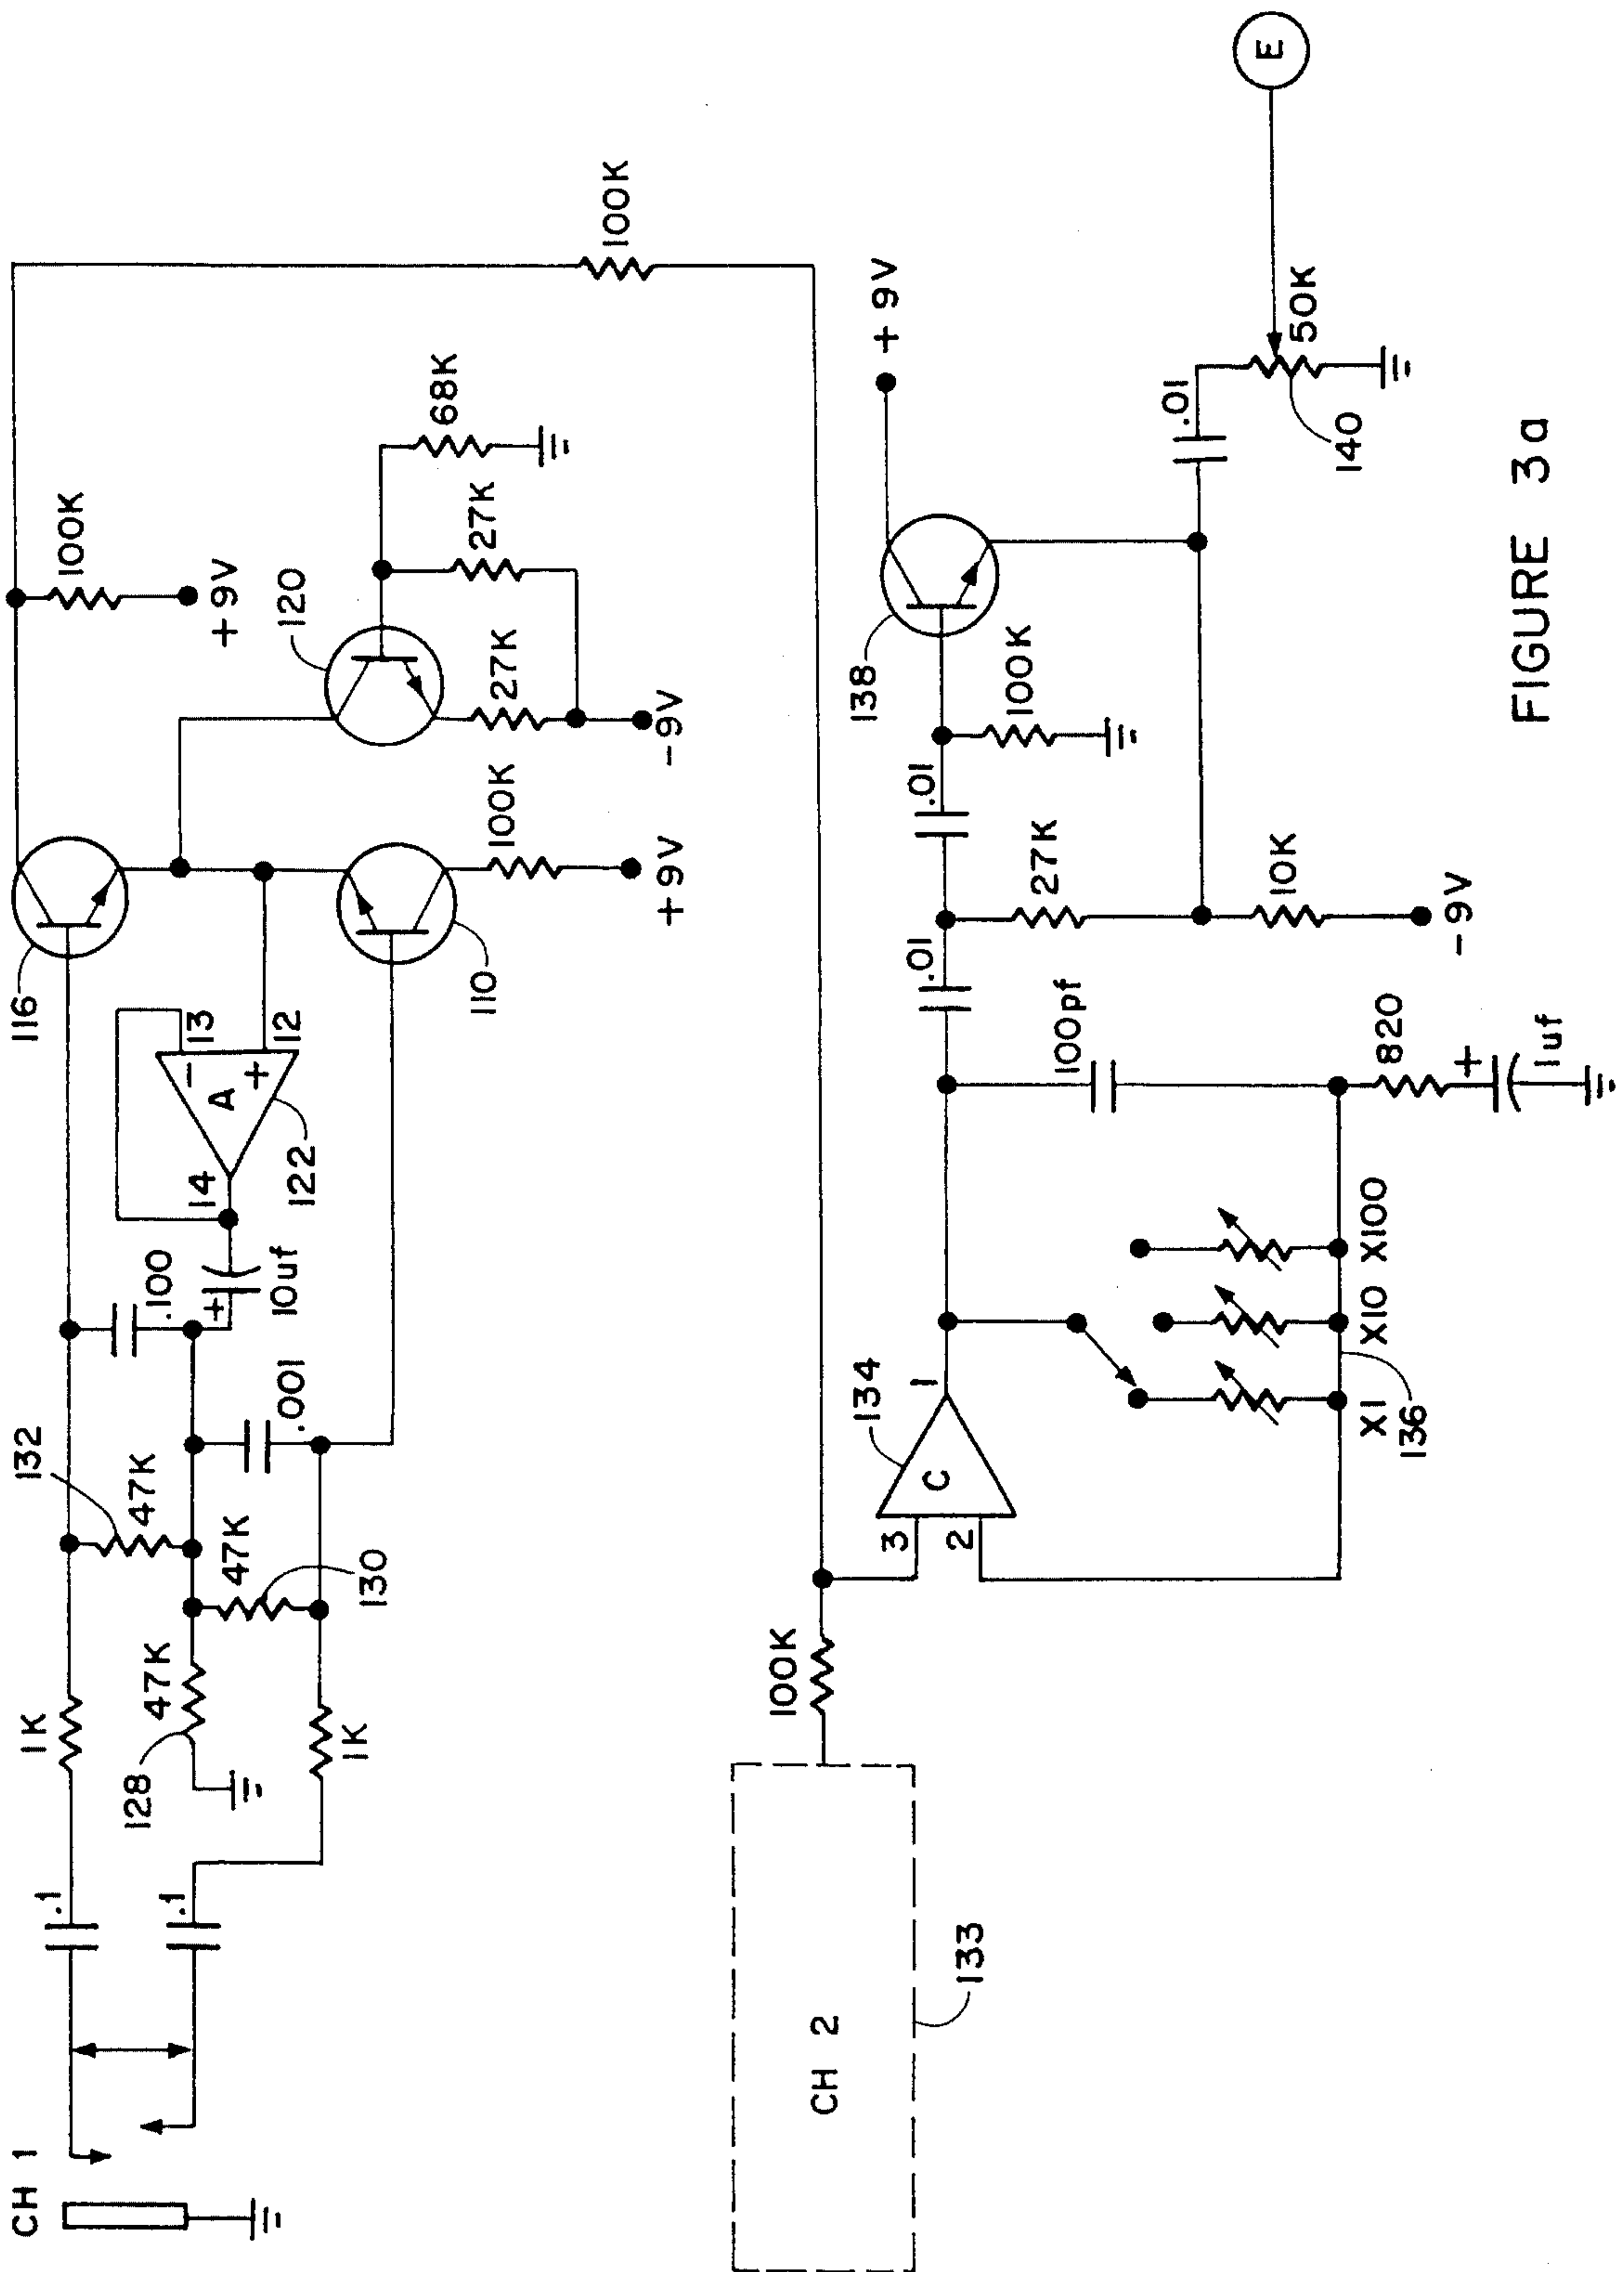 CH 1
.1
.1
1K
128
47K
1K
132
47K
47K
130
.001
.100
+
10uf
14
122
A
-
+
13
12
116
110
100K
+9V
120
27K
-9V
27K
68K
100K
+9V
100K
CH 2
133
100K
3
2
C
134
1
X1
X10
X100
136
100pf
820
+
1uf
.01
27K
10K
-9V
.01
100K
138
+9V
.01
140
50K
E
FIGURE 3a